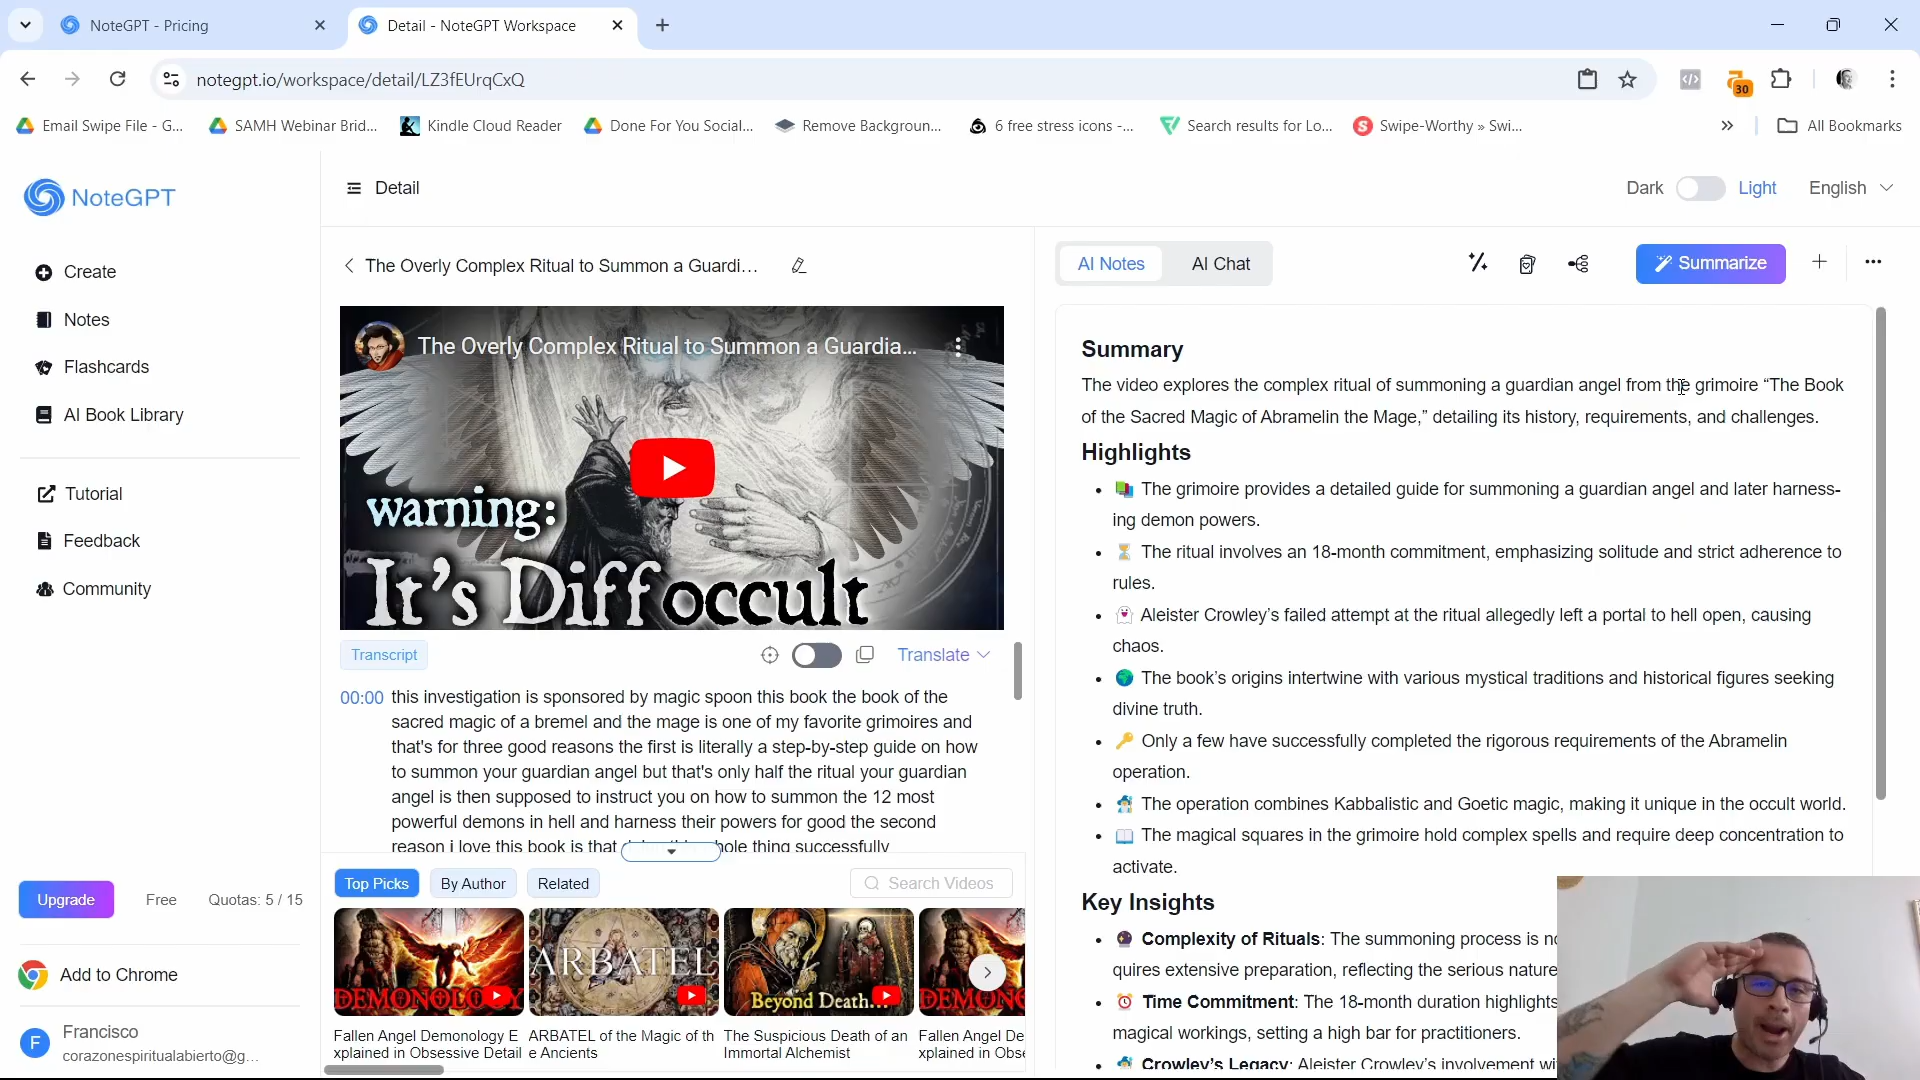 NoteGPT - Pricing
Detail - NoteGPT Workspace
notegpt.io/workspace/detail/LZ3fEUrqCxQ
30
Email Swipe File - G...
SAMH Webinar Brid...
Kindle Cloud Reader
Done For You Social...
Remove Backgroun...
6 free stress icons -...
Search results for Lo...
Swipe-Worthy » Swi...
All Bookmarks
NoteGPT
Create
Notes
Flashcards
AI Book Library
Tutorial
Feedback
Community
Upgrade
Free
Quotas: 5 / 15
Add to Chrome
F
Francisco
corazonespiritualabierto@g...
Detail
Dark
Light
English
The Overly Complex Ritual to Summon a Guardi...
The Overly Complex Ritual to Summon a Guardia...
warning:
It's Diffoccult
Transcript
Translate
00:00 this investigation is sponsored by magic spoon this book the book of the
sacred magic of a bremel and the mage is one of my favorite grimoires and
that's for three good reasons the first is literally a step-by-step guide on how
to summon your guardian angel but that's only half the ritual your guardian
angel is then supposed to instruct you on how to summon the 12 most
powerful demons in hell and harness their powers for good the second
reason i love this book is that whole thing successfully
Top Picks
By Author
Related
Search Videos
DEMONOLOGY
ARBATEL
Beyond Death...
DEMONO
Fallen Angel Demonology E
xplained in Obsessive Detail
ARBATEL of the Magic of th
e Ancients
The Suspicious Death of an
Immortal Alchemist
Fallen Angel De
xplained in Obs
AI Notes
AI Chat
Summarize
Summary
The video explores the complex ritual of summoning a guardian angel from the grimoire “The Book
of the Sacred Magic of Abramelin the Mage,” detailing its history, requirements, and challenges.
Highlights
• 📚 The grimoire provides a detailed guide for summoning a guardian angel and later harness-
ing demon powers.
• ⏳ The ritual involves an 18-month commitment, emphasizing solitude and strict adherence to
rules.
• 👻 Aleister Crowley’s failed attempt at the ritual allegedly left a portal to hell open, causing
chaos.
• 🌍 The book’s origins intertwine with various mystical traditions and historical figures seeking
divine truth.
• 🔑 Only a few have successfully completed the rigorous requirements of the Abramelin
operation.
• 🧙‍♂️ The operation combines Kabbalistic and Goetic magic, making it unique in the occult world.
• 📖 The magical squares in the grimoire hold complex spells and require deep concentration to
activate.
Key Insights
• 🔮 Complexity of Rituals: The summoning process is no
quires extensive preparation, reflecting the serious nature
• ⏰ Time Commitment: The 18-month duration highlights
magical workings, setting a high bar for practitioners.
• 🧙‍♂️ Crowley’s Legacy: Aleister Crowley’s involvement wi